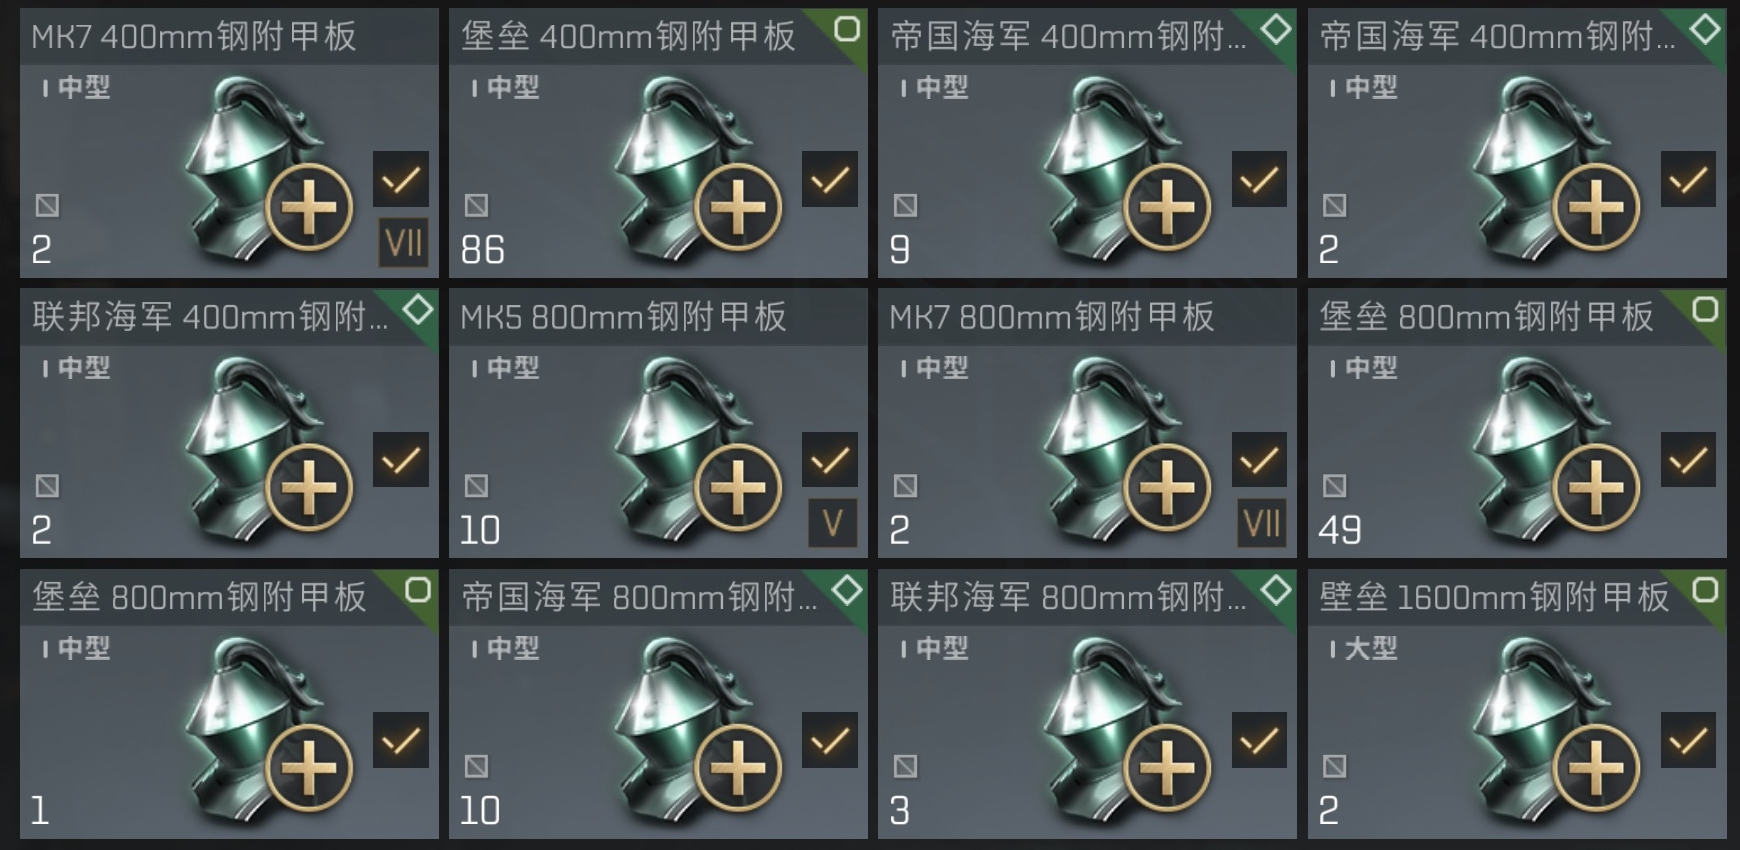 MK7 400mm钢附甲板
I 中型
2
VII
堡垒 400mm钢附甲板
I 中型
86
帝国海军 400mm钢附...
I 中型
9
帝国海军 400mm钢附...
I 中型
2
联邦海军 400mm钢附...
I 中型
2
MK5 800mm钢附甲板
I 中型
10
V
MK7 800mm钢附甲板
I 中型
2
VII
堡垒 800mm钢附甲板
I 中型
49
堡垒 800mm钢附甲板
I 中型
1
帝国海军 800mm钢附...
I 中型
10
联邦海军 800mm钢附...
I 中型
3
壁垒 1600mm钢附甲板
I 大型
2